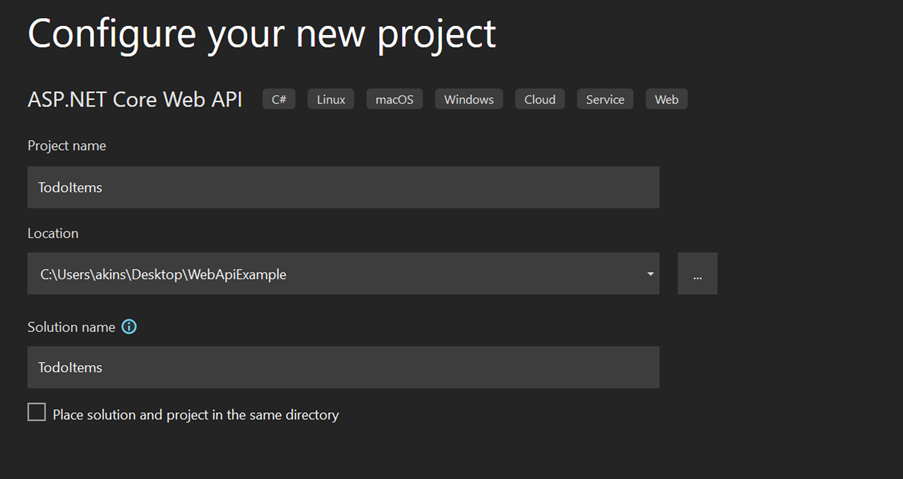 Configure your new project
ASP.NET Core Web API C# Linux macOS Windows Cloud Service Web
Project name
TodoItems
Location
C:\Users\akins\Desktop\WebApiExample
...
Solution name
TodoItems
Place solution and project in the same directory